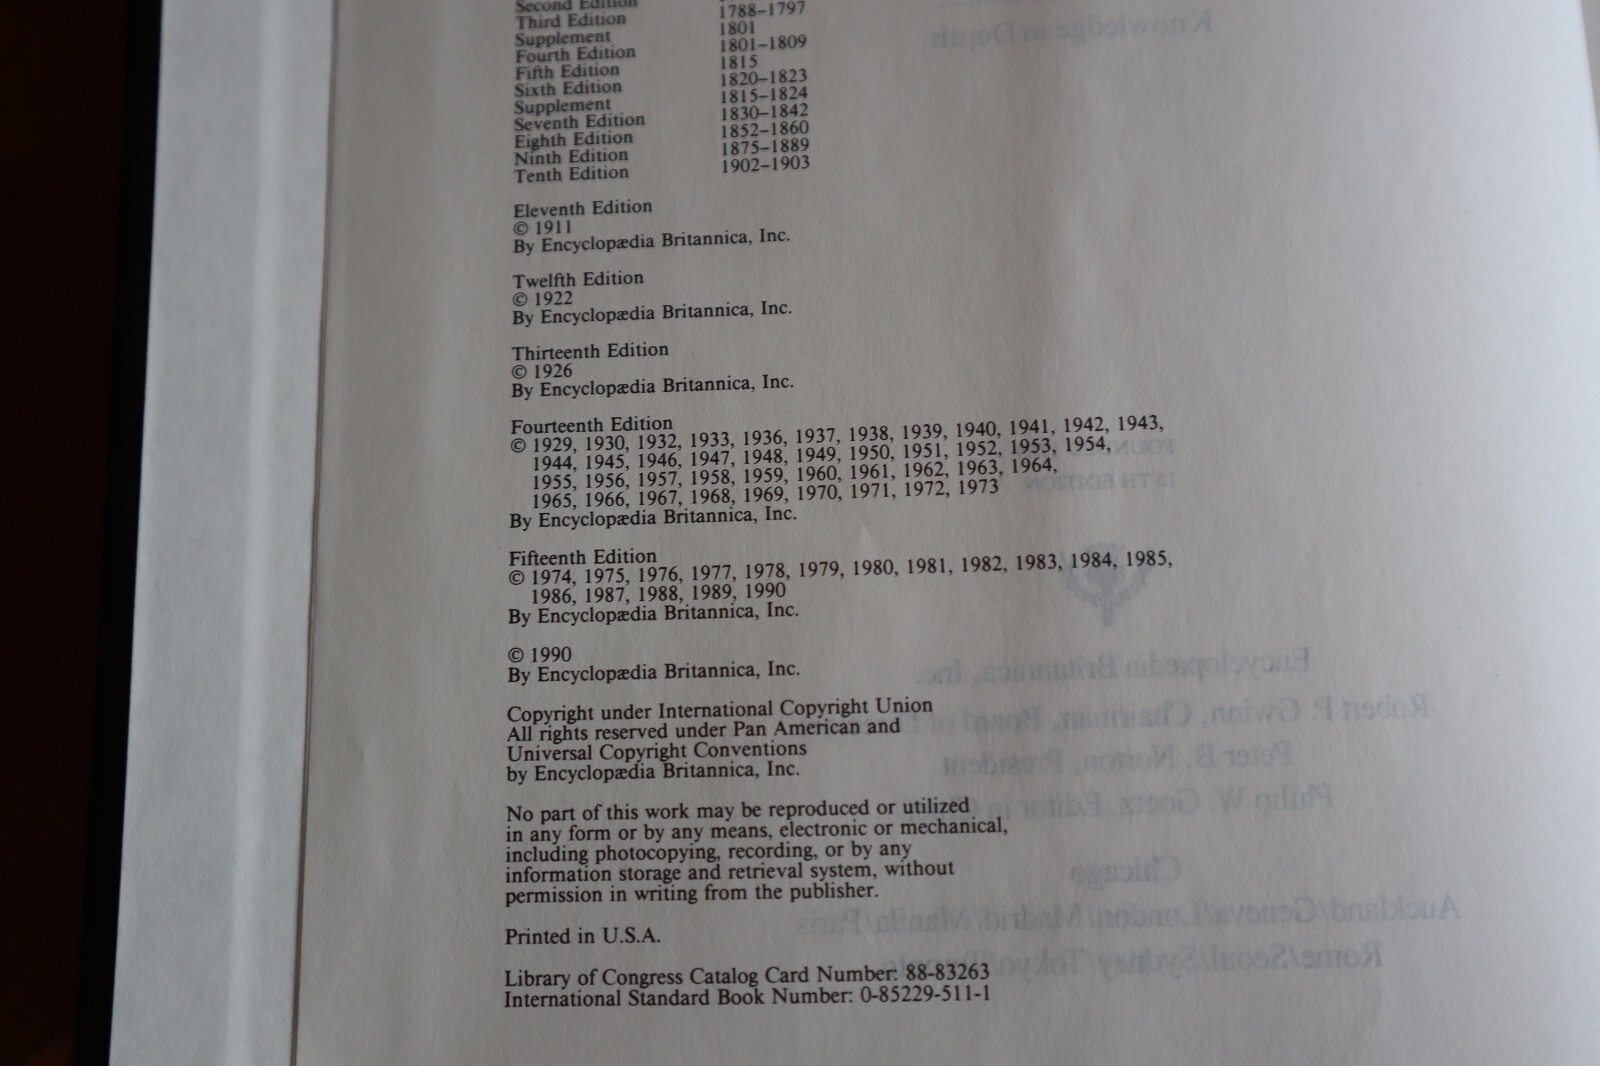 Second Edition
Third Edition 1788–1797
Supplement 1801
Fourth Edition 1801–1809
Fifth Edition 1815
Sixth Edition 1820–1823
Supplement 1815–1824
Seventh Edition 1830–1842
Eighth Edition 1852–1860
Ninth Edition 1875–1889
Tenth Edition 1902–1903
Eleventh Edition
© 1911
By Encyclopædia Britannica, Inc.
Twelfth Edition
© 1922
By Encyclopædia Britannica, Inc.
Thirteenth Edition
© 1926
By Encyclopædia Britannica, Inc.
Fourteenth Edition
© 1929, 1930, 1932, 1933, 1936, 1937, 1938, 1939, 1940, 1941, 1942, 1943,
1944, 1945, 1946, 1947, 1948, 1949, 1950, 1951, 1952, 1953, 1954,
1955, 1956, 1957, 1958, 1959, 1960, 1961, 1962, 1963, 1964,
1965, 1966, 1967, 1968, 1969, 1970, 1971, 1972, 1973
By Encyclopædia Britannica, Inc.
Fifteenth Edition
© 1974, 1975, 1976, 1977, 1978, 1979, 1980, 1981, 1982, 1983, 1984, 1985,
1986, 1987, 1988, 1989, 1990
By Encyclopædia Britannica, Inc.
© 1990
By Encyclopædia Britannica, Inc.
Copyright under International Copyright Union
All rights reserved under Pan American and
Universal Copyright Conventions
by Encyclopædia Britannica, Inc.
No part of this work may be reproduced or utilized
in any form or by any means, electronic or mechanical,
including photocopying, recording, or by any
information storage and retrieval system, without
permission in writing from the publisher.
Printed in U.S.A.
Library of Congress Catalog Card Number: 88-83263
International Standard Book Number: 0-85229-511-1